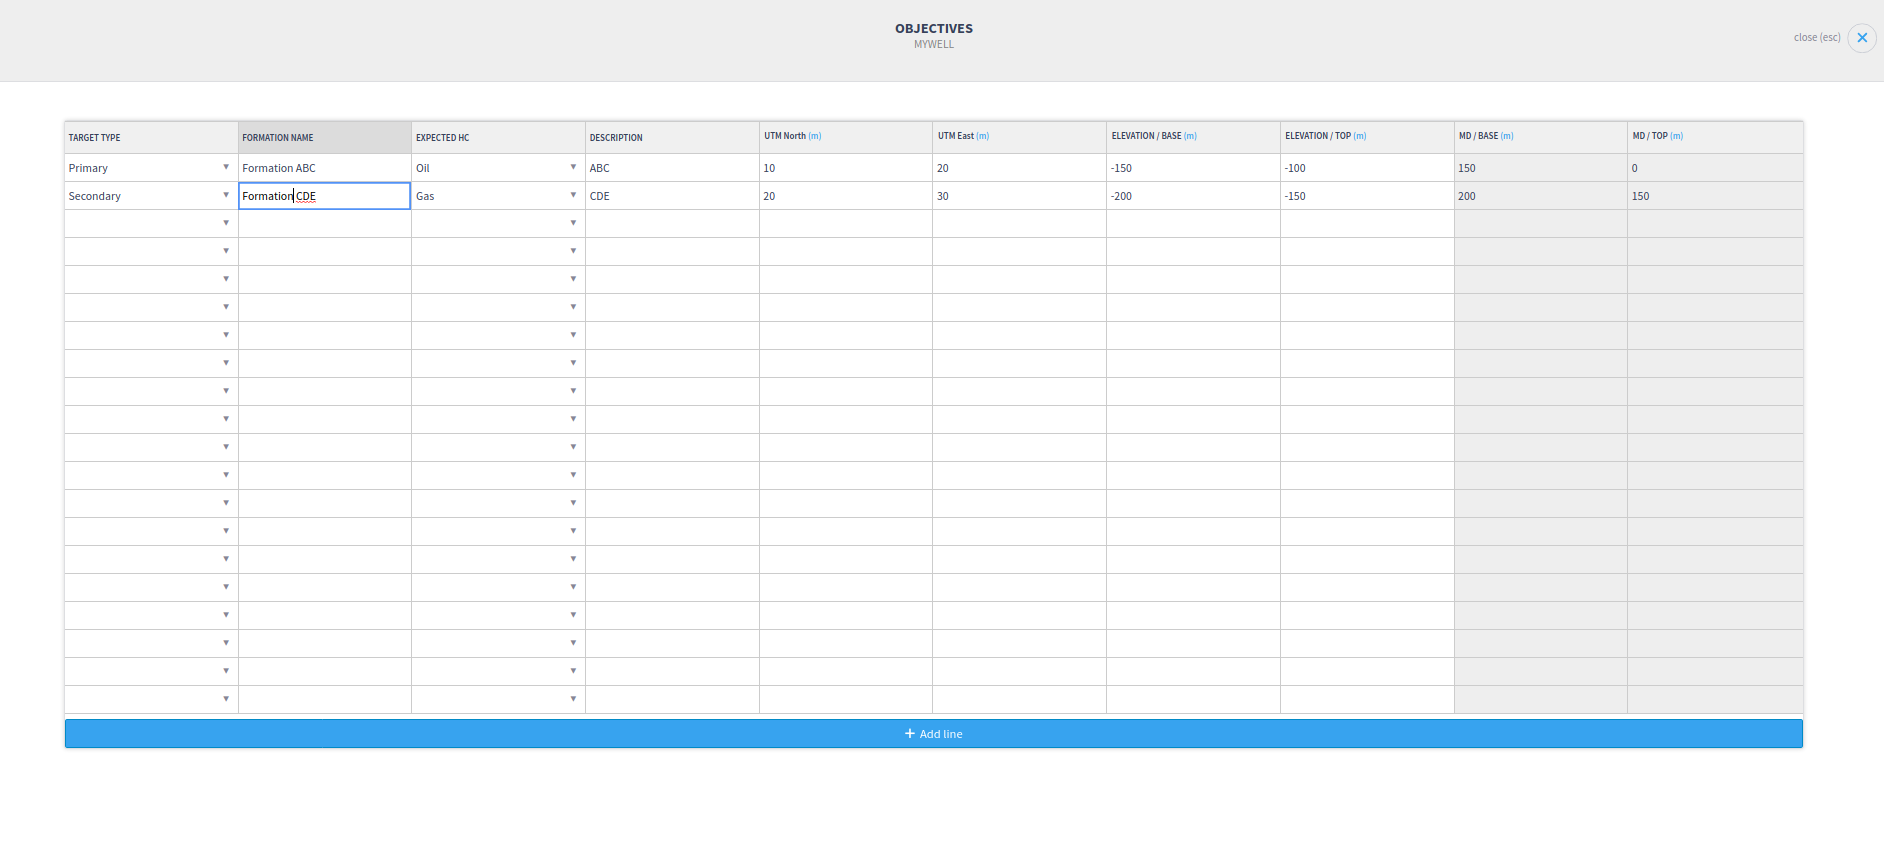 OBJECTIVES
MYWELL
close (esc)
TARGET TYPE FORMATION NAME EXPECTED HC DESCRIPTION UTM North (m) UTM East (m) ELEVATION / BASE (m) ELEVATION / TOP (m) MD / BASE (m) MD / TOP (m)
Primary Formation ABC Oil ABC 10 20 -150 -100 150 0
Secondary Formation CDE Gas CDE 20 30 -200 -150 200 150
+ Add line